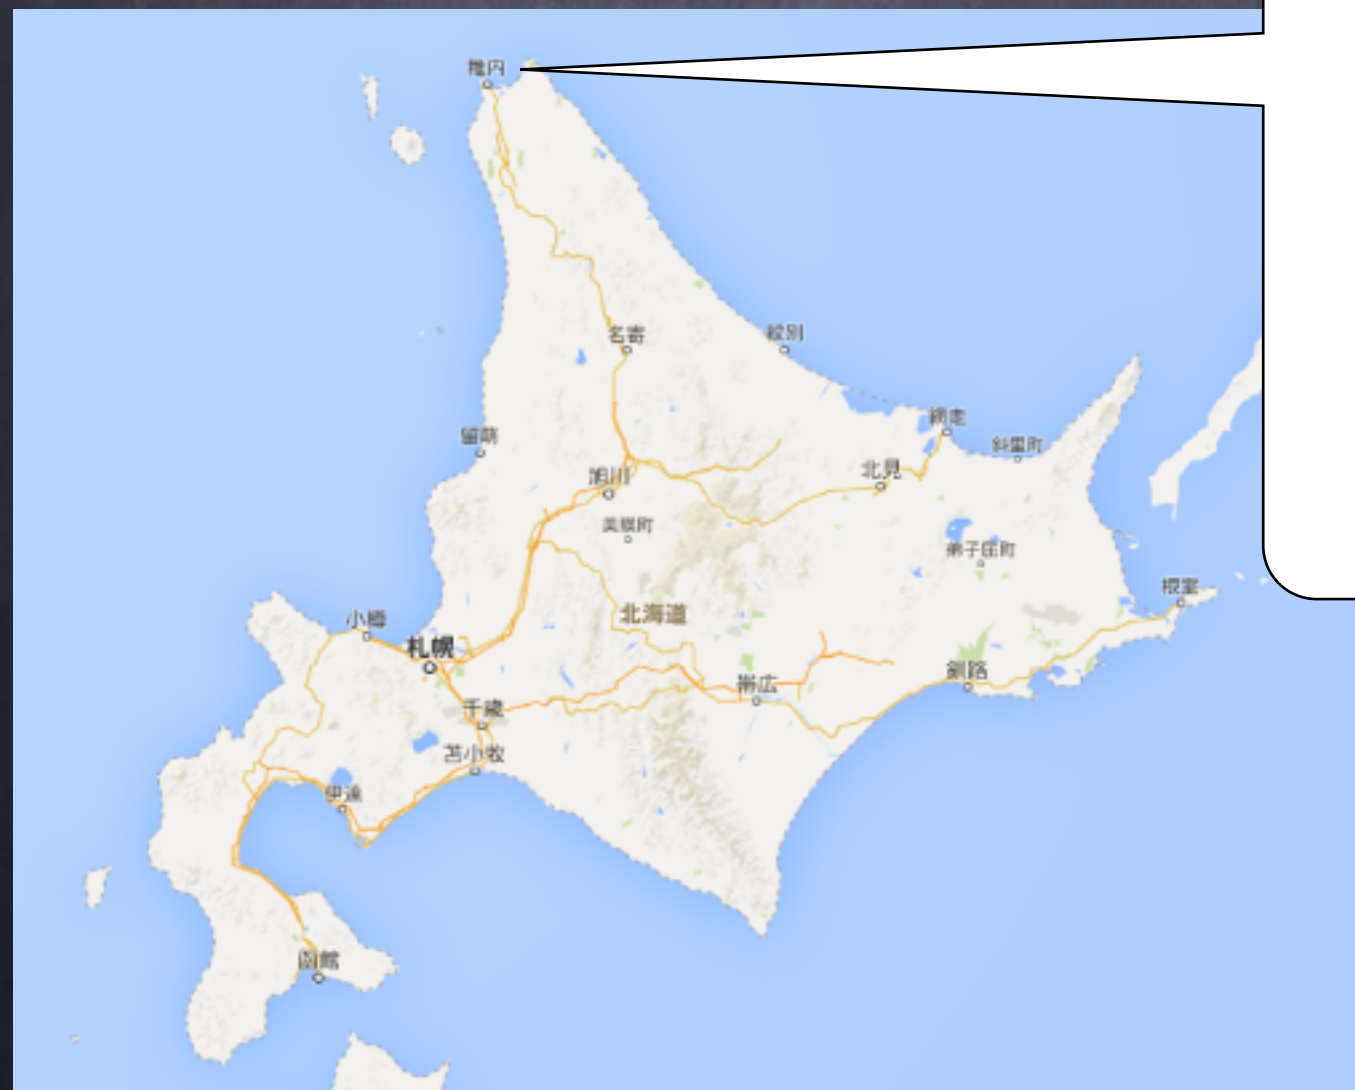 稚内
名寄
紋別
網走
留萌
斜里町
北見
旭川
美瑛町
弟子屈町
根室
北海道
小樽
札幌
釧路
帯広
千歳
苫小牧
伊達
函館